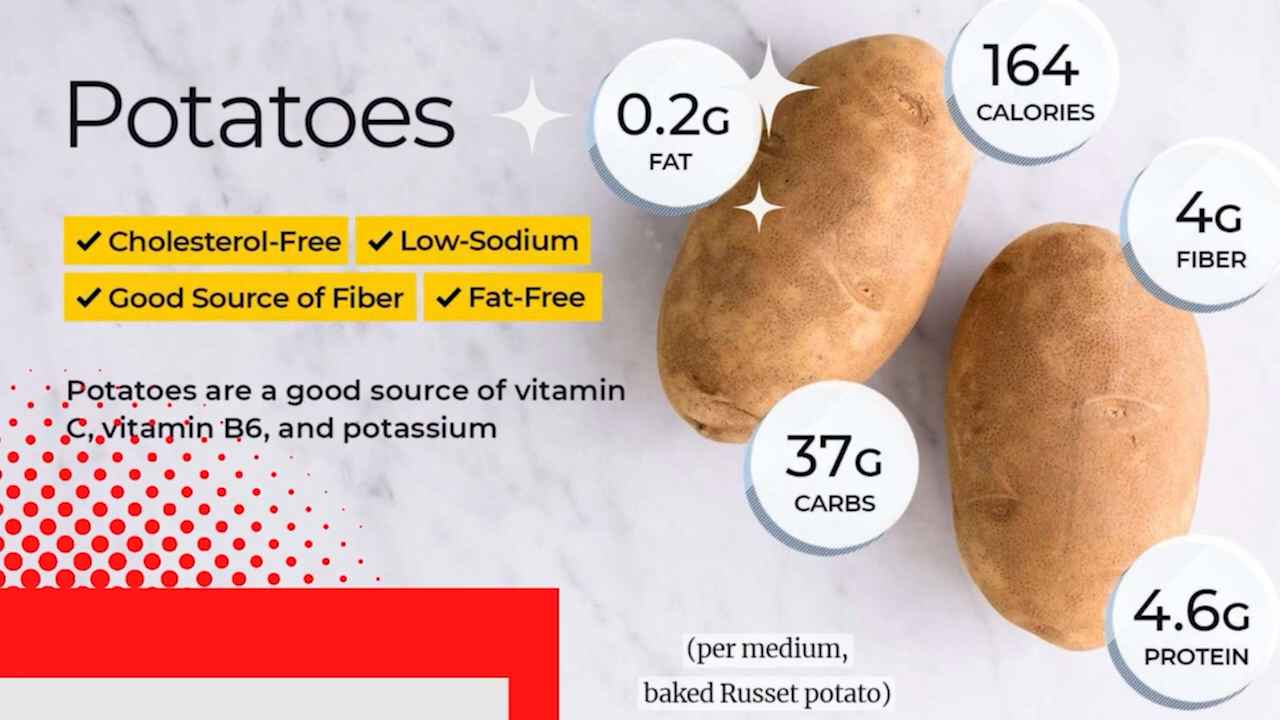 Potatoes
✔ Cholesterol-Free ✔ Low-Sodium
✔ Good Source of Fiber ✔ Fat-Free
Potatoes are a good source of vitamin
C, vitamin B6, and potassium
0.2G
FAT
164
CALORIES
4G
FIBER
37G
CARBS
4.6G
PROTEIN
(per medium,
baked Russet potato)